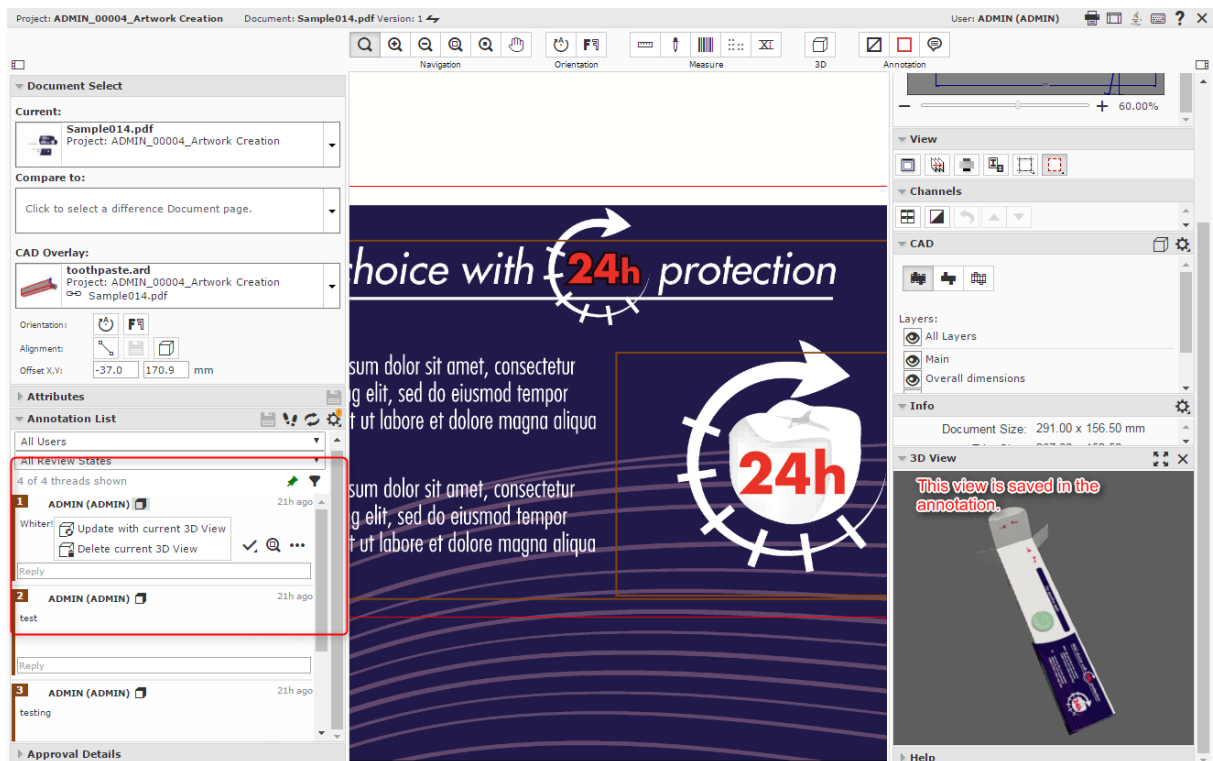 Project: ADMIN_00004_Artwork Creation Document: Sample014.pdf Version: 1 User: ADMIN (ADMIN) ? ✕
Navigation Orientation Measure 3D Annotation
Document Select
Current:
Sample014.pdf
Project: ADMIN_00004_Artwork Creation
Compare to:
Click to select a difference Document page.
CAD Overlay:
toothpaste.ard
Project: ADMIN_00004_Artwork Creation
Sample014.pdf
Orientation:
Alignment:
Offset X,Y: -37.0 170.9 mm
Attributes
Annotation List
All Users
All Review States
4 of 4 threads shown
1 ADMIN (ADMIN) 21h ago
Whiter!
Update with current 3D View
Delete current 3D View
Reply
2 ADMIN (ADMIN) 21h ago
test
Reply
3 ADMIN (ADMIN) 21h ago
testing
Approval Details
choice with 24h protection
sum dolor sit amet, consectetur
g elit, sed do eiusmod tempor
t ut labore et dolore magna aliqua
24h
sum dolor sit amet, consectetur
g elit, sed do eiusmod tempor
t ut labore et dolore magna aliqua
60.00%
View
Channels
CAD
Layers:
All Layers
Main
Overall dimensions
Info
Document Size: 291.00 x 156.50 mm
3D View
This view is saved in the
annotation.
24h
Help